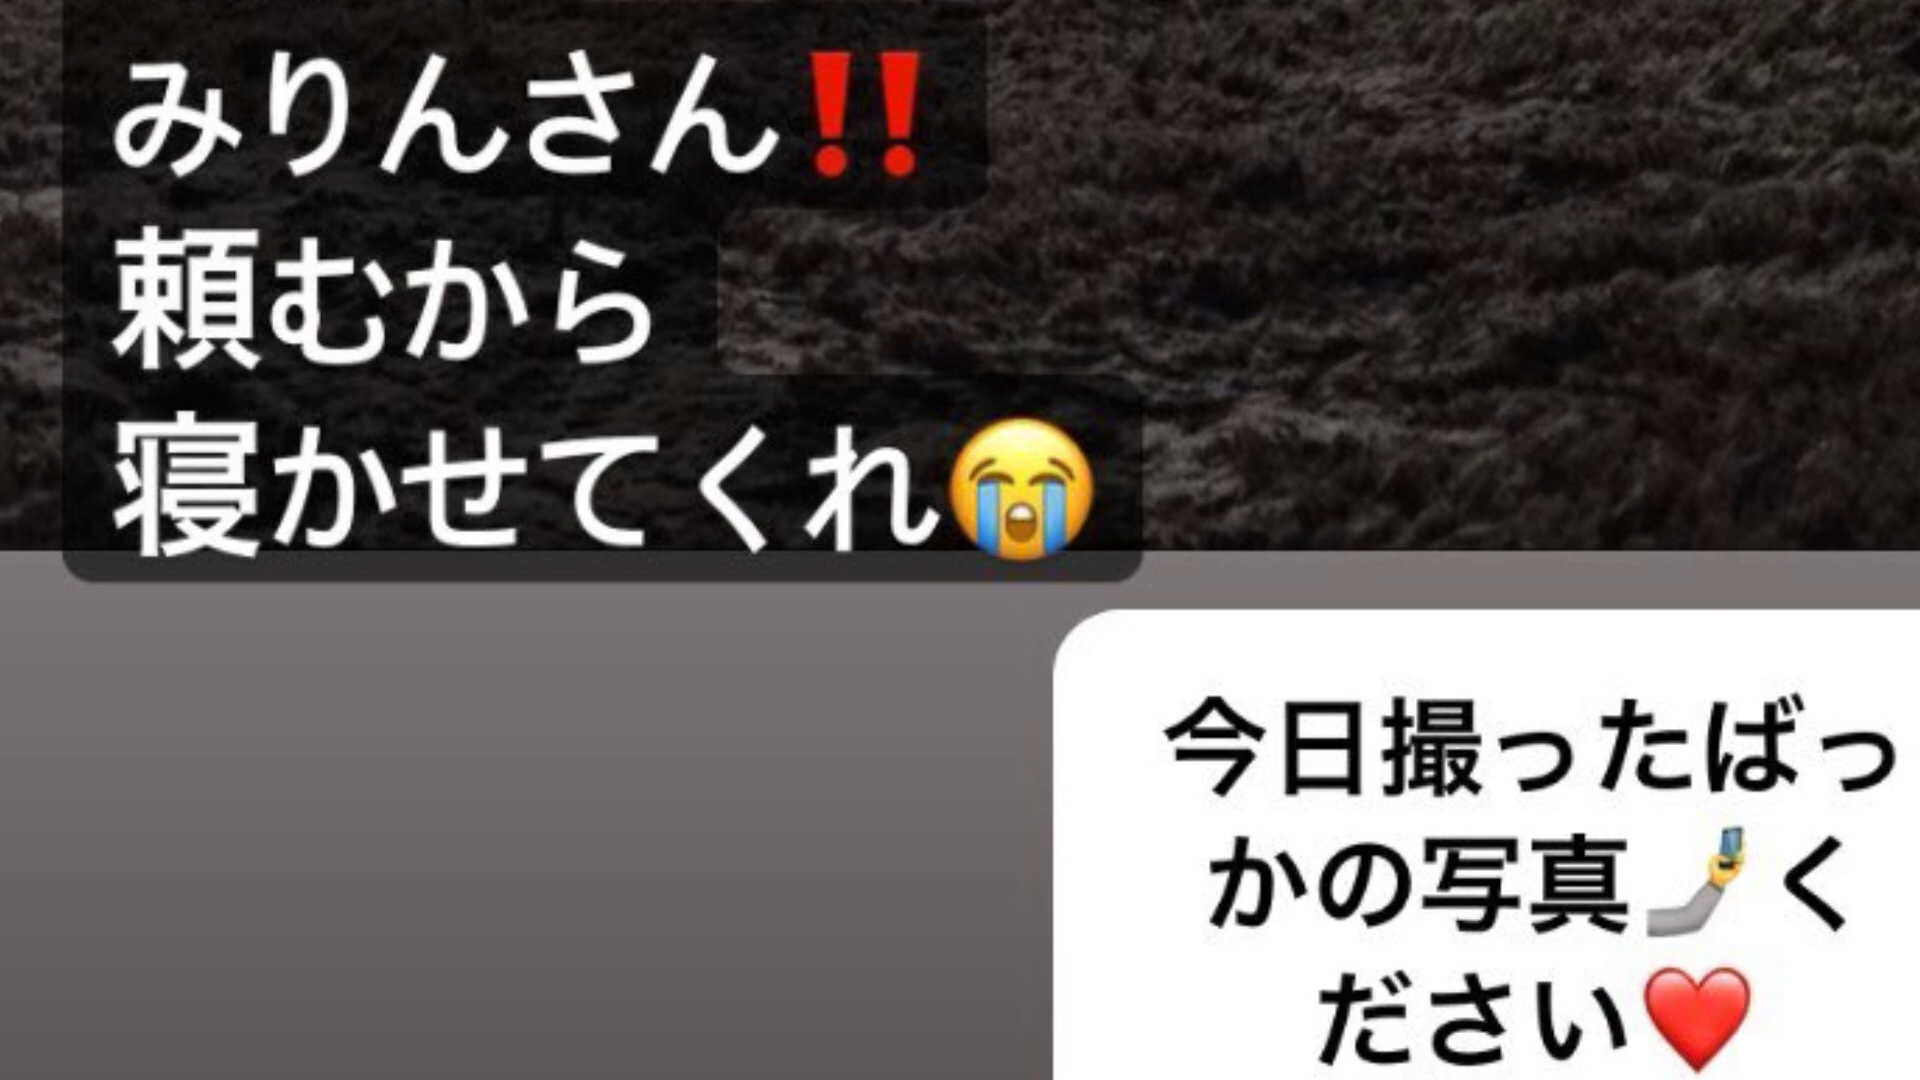 みりんさん‼️
頼むから
寝かせてくれ😭
今日撮ったばっ
かの写真🤳く
ださい❤️